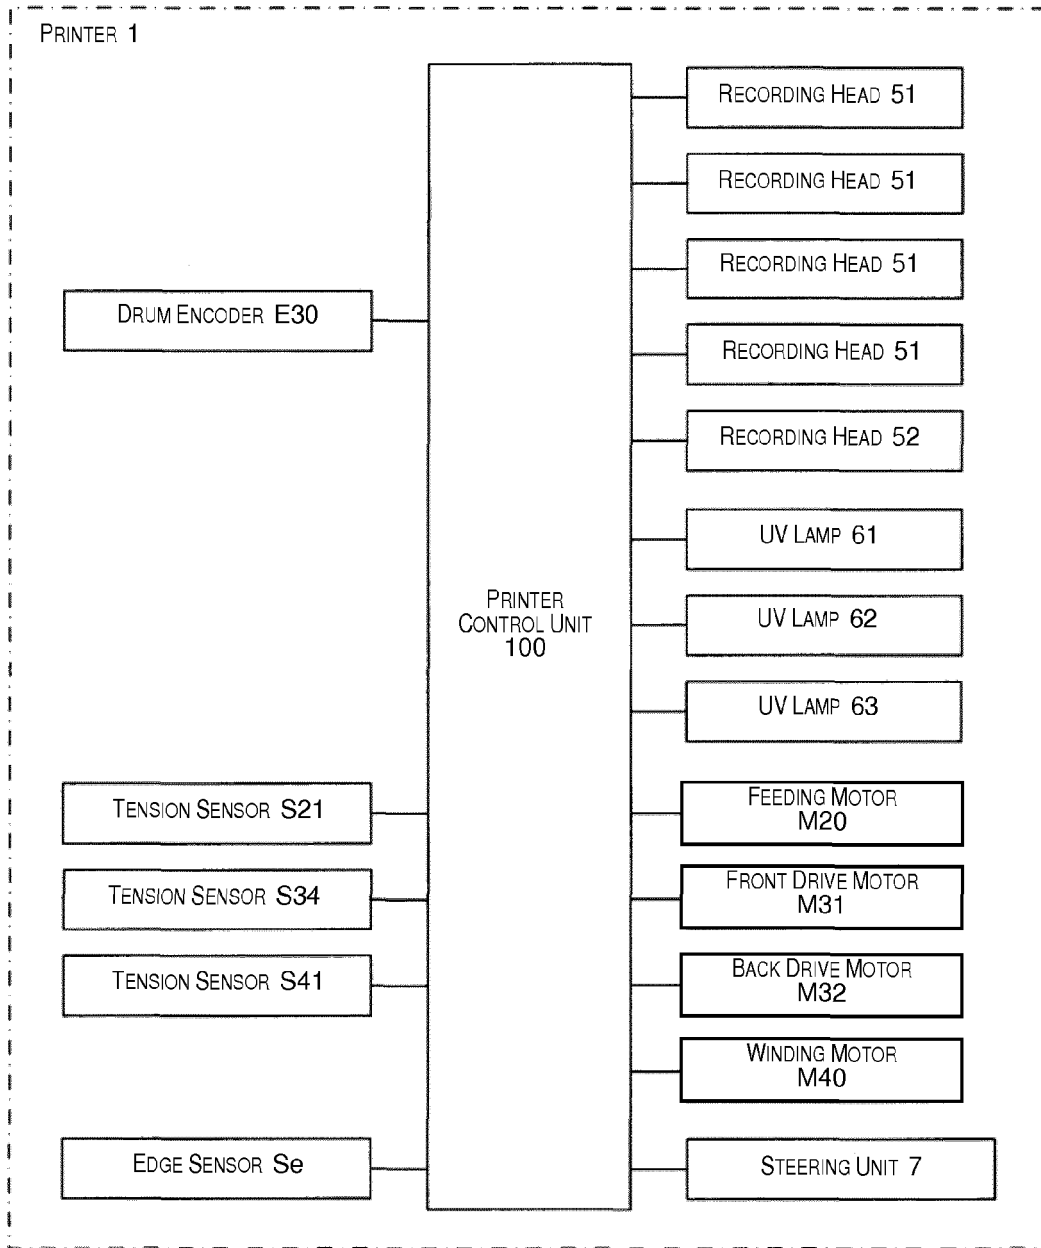 PRINTER 1
RECORDING HEAD 51
RECORDING HEAD 51
RECORDING HEAD 51
DRUM ENCODER E30
RECORDING HEAD 51
RECORDING HEAD 52
UV LAMP 61
PRINTER
CONTROL UNIT
100
UV LAMP 62
UV LAMP 63
TENSION SENSOR S21
FEEDING MOTOR
M20
TENSION SENSOR S34
FRONT DRIVE MOTOR
M31
TENSION SENSOR S41
BACK DRIVE MOTOR
M32
WINDING MOTOR
M40
EDGE SENSOR Se
STEERING UNIT 7